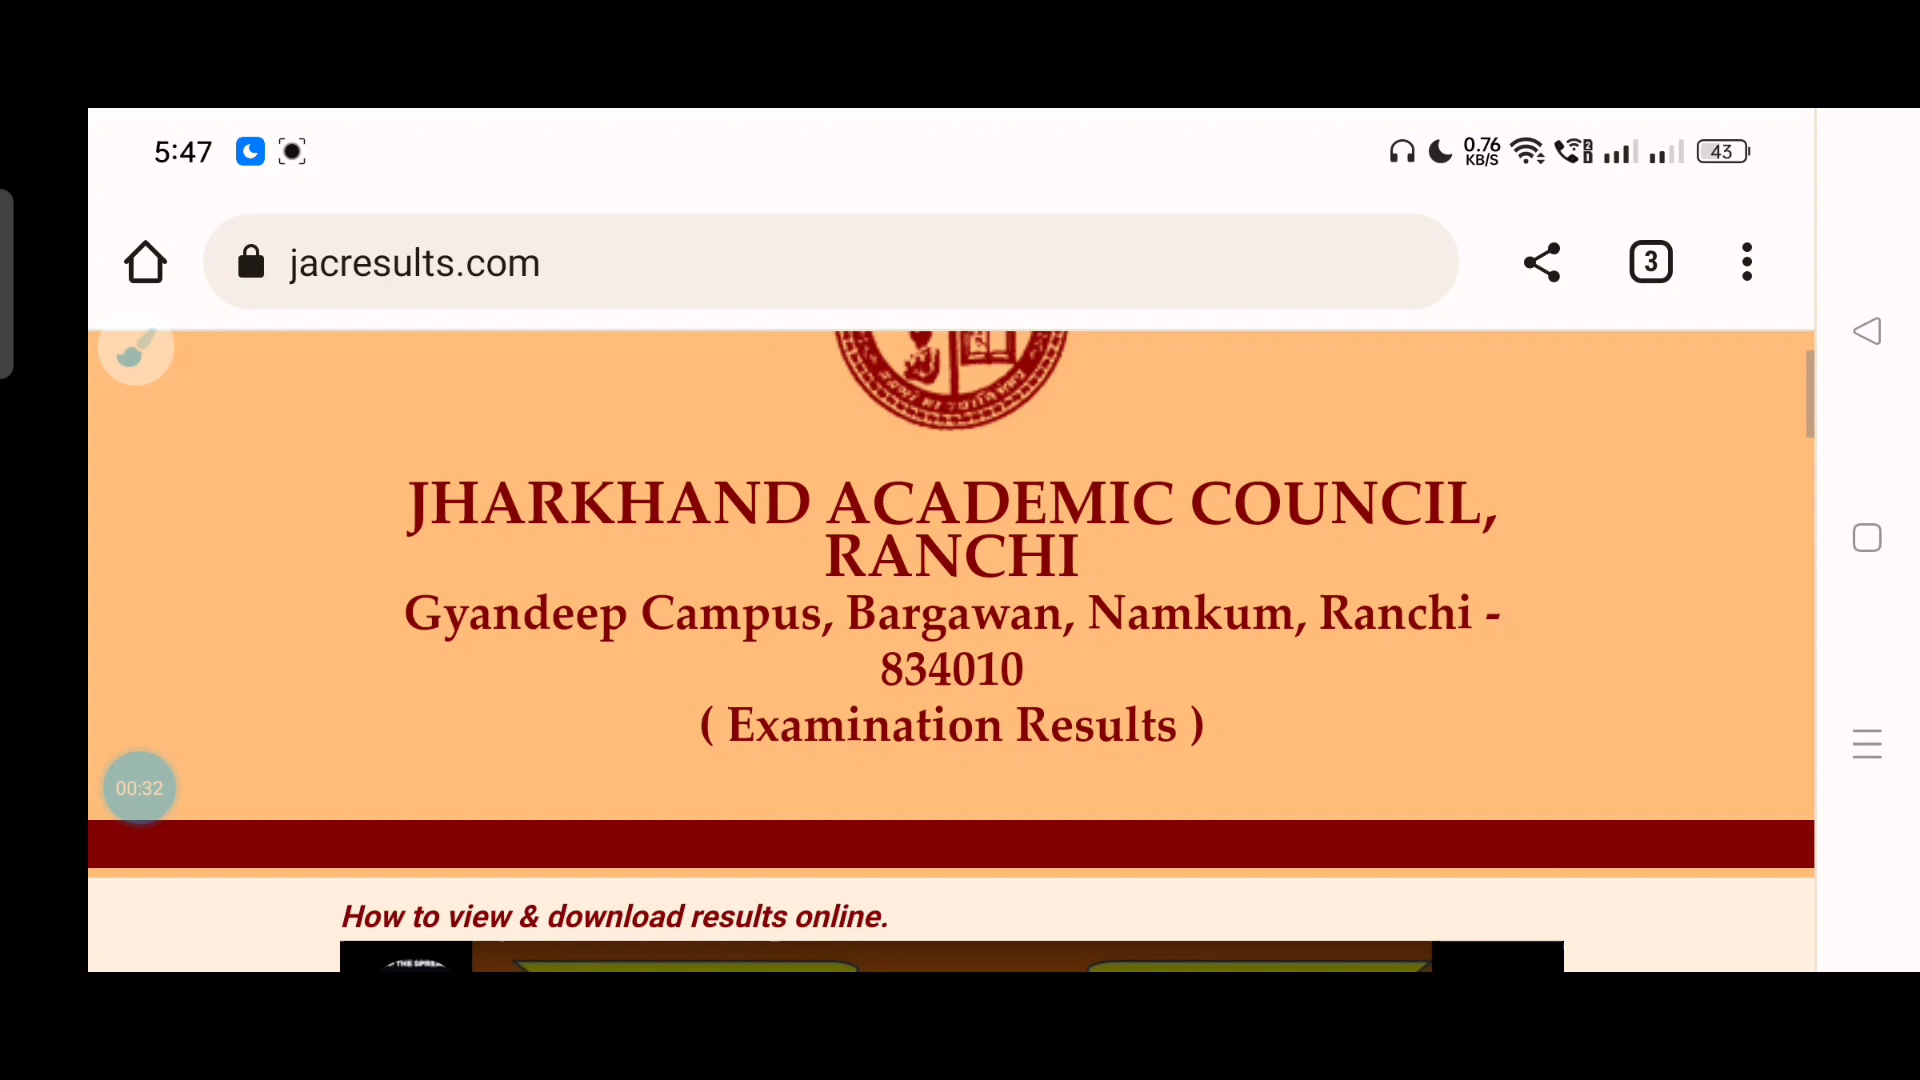 5:47
0.76
KB/S
43
jacresults.com
3
JHARKHAND ACADEMIC COUNCIL,
RANCHI
Gyandeep Campus, Bargawan, Namkum, Ranchi -
834010
( Examination Results )
00:32
How to view & download results online.